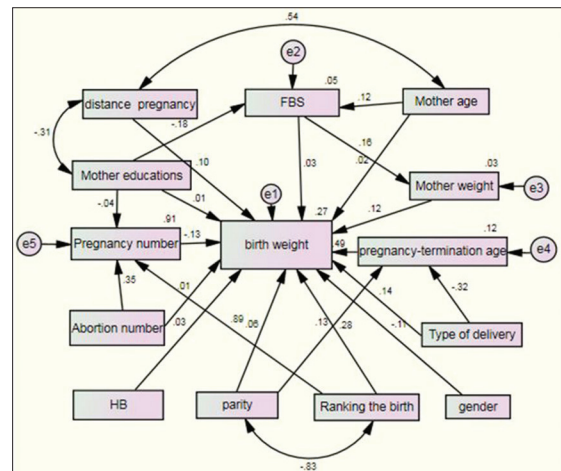 .54
e2
.05
distance pregnancy
FBS
.12
Mother age
-.31
-.18
.16
.10
.03
.02
Mother educations
Mother weight
.03
e3
.01
e1
-.04
.12
.91
.27
.12
e5
Pregnancy number
-.13
birth weight
.49
pregnancy-termination age
e4
.35
.01
.14
-.32
Abortion number
.03
.89
.06
.13
.28
-.11
Type of delivery
HB
parity
Ranking the birth
gender
-.83